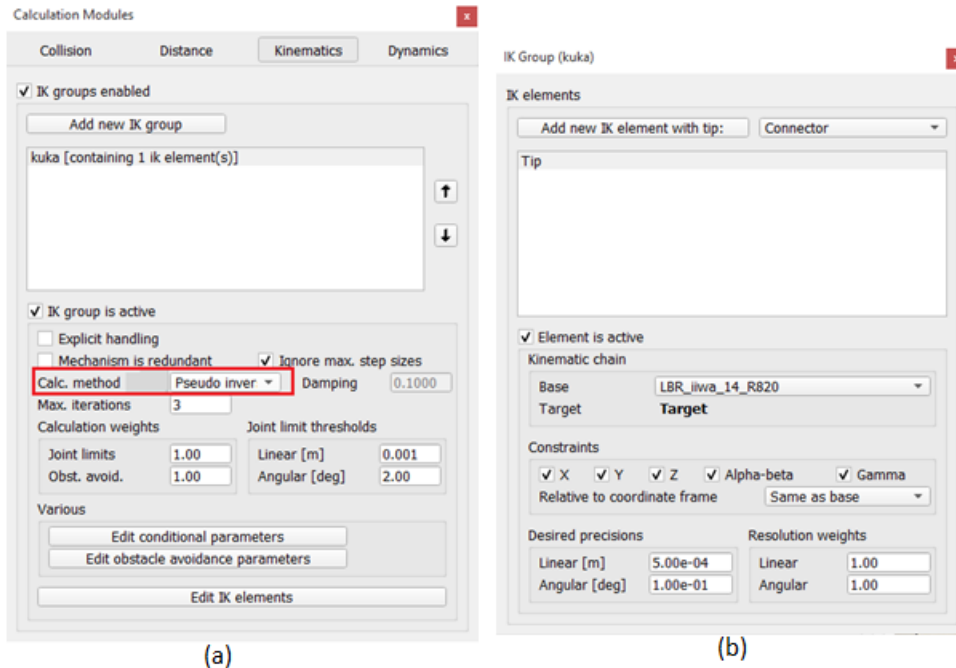 Calculation Modules
x
Collision Distance Kinematics Dynamics
IK groups enabled
Add new IK group
kuka [containing 1 ik element(s)]
IK group is active
Explicit handling
Mechanism is redundant Ignore max. step sizes
Calc. method Pseudo inver Damping 0.1000
Max. iterations 3
Calculation weights Joint limit thresholds
Joint limits 1.00 Linear [m] 0.001
Obst. avoid. 1.00 Angular [deg] 2.00
Various
Edit conditional parameters
Edit obstacle avoidance parameters
Edit IK elements
(a)
IK Group (kuka)
x
IK elements
Add new IK element with tip: Connector
Tip
Element is active
Kinematic chain
Base LBR_iiwa_14_R820
Target Target
Constraints
X Y Z Alpha-beta Gamma
Relative to coordinate frame Same as base
Desired precisions Resolution weights
Linear [m] 5.00e-04 Linear 1.00
Angular [deg] 1.00e-01 Angular 1.00
(b)